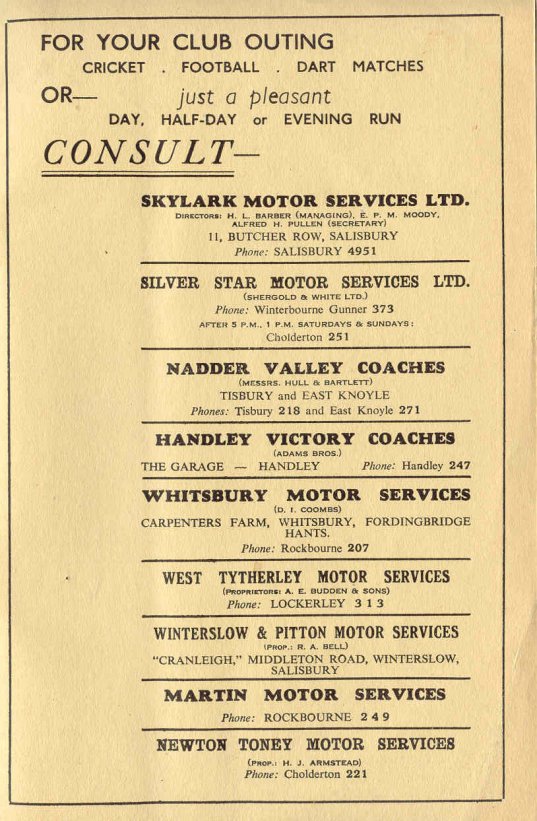 FOR YOUR CLUB OUTING
CRICKET . FOOTBALL . DART MATCHES
OR— just a pleasant
DAY, HALF-DAY or EVENING RUN
CONSULT—
SKYLARK MOTOR SERVICES LTD.
DIRECTORS: H. L. BARBER (MANAGING), E. P. M. MOODY,
ALFRED H. PULLEN (SECRETARY)
11, BUTCHER ROW, SALISBURY
Phone: SALISBURY 4951
SILVER STAR MOTOR SERVICES LTD.
(SHERGOLD & WHITE LTD.)
Phone: Winterbourne Gunner 373
AFTER 5 P.M., 1 P.M. SATURDAYS & SUNDAYS:
Cholderton 251
NADDER VALLEY COACHES
(MESSRS. HULL & BARTLETT)
TISBURY and EAST KNOYLE
Phones: Tisbury 218 and East Knoyle 271
HANDLEY VICTORY COACHES
(ADAMS BROS.)
THE GARAGE — HANDLEY Phone: Handley 247
WHITSBURY MOTOR SERVICES
(D. I. COOMBS)
CARPENTERS FARM, WHITSBURY, FORDINGBRIDGE
HANTS.
Phone: Rockbourne 207
WEST TYTHERLEY MOTOR SERVICES
(PROPRIETORS: A. E. BUDDEN & SONS)
Phone: LOCKERLEY 3 1 3
WINTERSLOW & PITTON MOTOR SERVICES
(PROP.: R. A. BELL)
"CRANLEIGH," MIDDLETON ROAD, WINTERSLOW,
SALISBURY
MARTIN MOTOR SERVICES
Phone: ROCKBOURNE 2 4 9
NEWTON TONEY MOTOR SERVICES
(PROP.: H. J. ARMSTEAD)
Phone: Cholderton 221